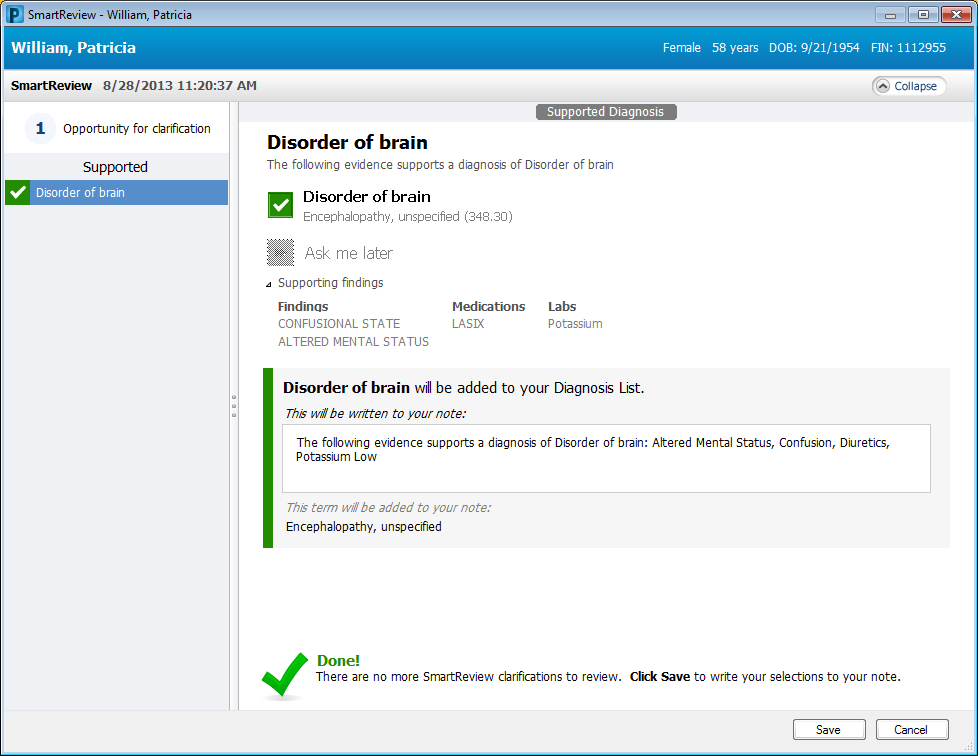 SmartReview - William, Patricia
William, Patricia
Female 58 years DOB: 9/21/1954 FIN: 1112955
SmartReview 8/28/2013 11:20:37 AM
Collapse
1 Opportunity for clarification
Supported
Disorder of brain
Supported Diagnosis
Disorder of brain
The following evidence supports a diagnosis of Disorder of brain
Disorder of brain
Encephalopathy, unspecified (348.30)
Ask me later
Supporting findings
Findings Medications Labs
CONFUSIONAL STATE LASIX Potassium
ALTERED MENTAL STATUS
Disorder of brain will be added to your Diagnosis List.
This will be written to your note:
The following evidence supports a diagnosis of Disorder of brain: Altered Mental Status, Confusion, Diuretics,
Potassium Low
This term will be added to your note:
Encephalopathy, unspecified
Done!
There are no more SmartReview clarifications to review. Click Save to write your selections to your note.
Save Cancel